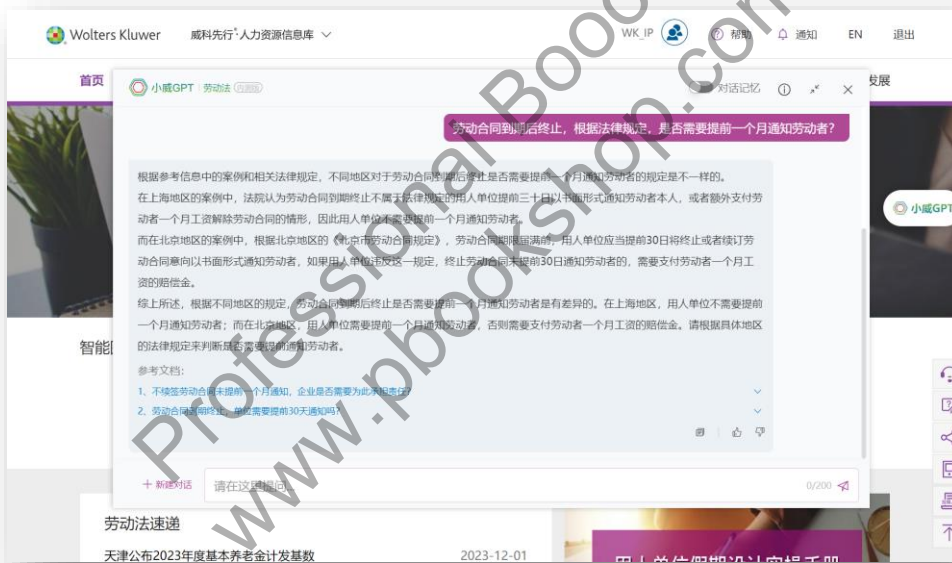 Wolters Kluwer 威科先行·人力资源信息库 WK_IP 帮助 通知 EN 退出
首页 发展
小威GPT 劳动法 对话记忆
劳动合同到期后终止，根据法律规定，是否需要提前一个月通知劳动者？
根据参考信息中的案例和相关法律规定，不同地区对于劳动合同到期后终止是否需要提前一个月通知劳动者的规定是不一样的。
在上海地区的案例中，法院认为劳动合同到期终止不属于法律规定的用人单位提前三十日以书面形式通知劳动者本人，或者额外支付劳
动者一个月工资解除劳动合同的情形，因此用人单位不需要提前一个月通知劳动者。
而在北京地区的案例中，根据北京地区的《北京市劳动合同规定》，劳动合同期限届满前，用人单位应当提前30日将终止或者续订劳
动合同意向以书面形式通知劳动者，如果用人单位违反这一规定，终止劳动合同未提前30日通知劳动者的，需要支付劳动者一个月工
资的赔偿金。
综上所述，根据不同地区的规定，劳动合同到期后终止是否需要提前一个月通知劳动者是有差异的。在上海地区，用人单位不需要提前
一个月通知劳动者；而在北京地区，用人单位需要提前一个月通知劳动者，否则需要支付劳动者一个月工资的赔偿金。请根据具体地区
的法律规定来判断是否需要提前通知劳动者。
小威GPT
智能
参考文档：
1、不续签劳动合同未提前一个月通知，企业是否需要为此承担责任？
2、劳动合同到期终止，单位需要提前30天通知吗？
+ 新建对话 请在这里提问... 0/200
劳动法速递
天津公布2023年度基本养老金计发基数 2023-12-01
用人单位假期设计实操手册
Professional Bookshop
www.pbookshop.com